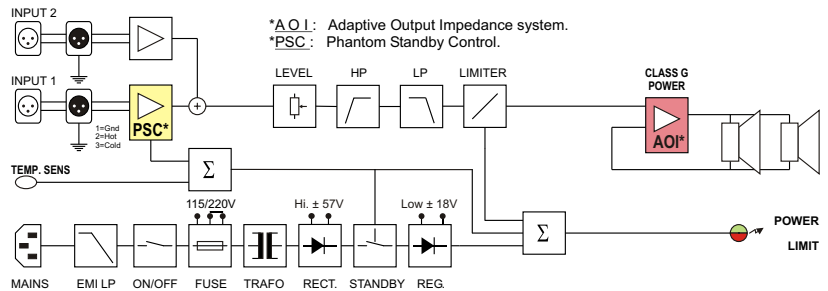 INPUT 2
*A O I : Adaptive Output Impedance system.
*PSC : Phantom Standby Control.
INPUT 1
LEVEL
HP
LP
LIMITER
CLASS G
POWER
1=Gnd
2=Hot
3=Cold
PSC*
+
AOI*
TEMP. SENS
Σ
115/220V
Hi. ± 57V
Low ± 18V
Σ
POWER
LIMIT
MAINS
EMI LP
ON/OFF
FUSE
TRAFO
RECT.
STANDBY
REG.